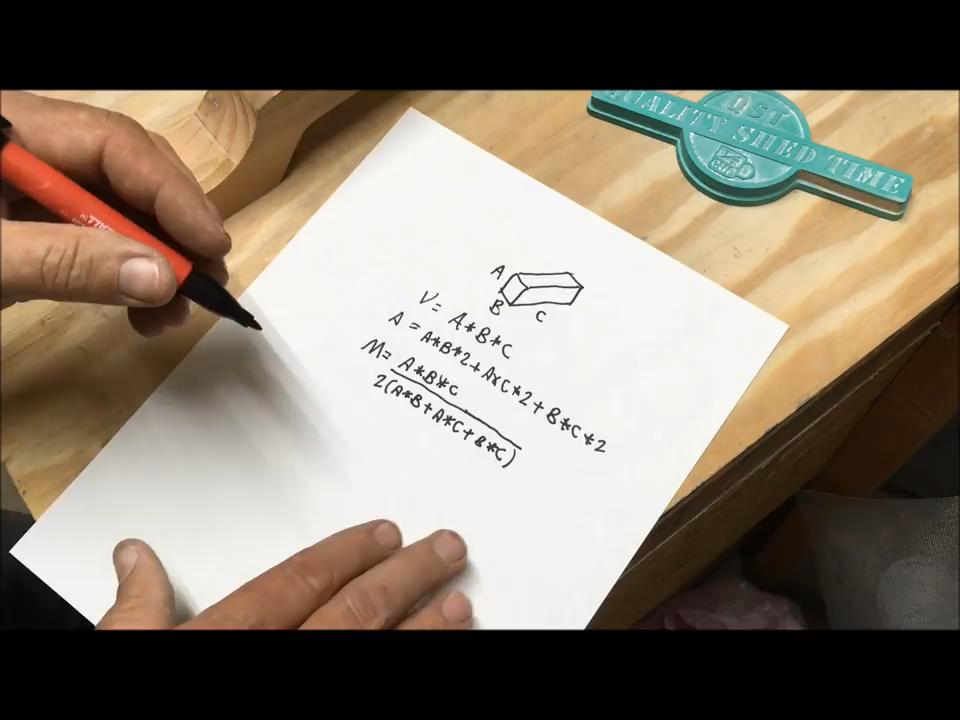 QST
QUALITY SHED TIME
A
B
C
V= A*B*C
A = A*B*2+A*C*2+B*C*2
M= A*B*C
2(A*B+A*C+B*C)